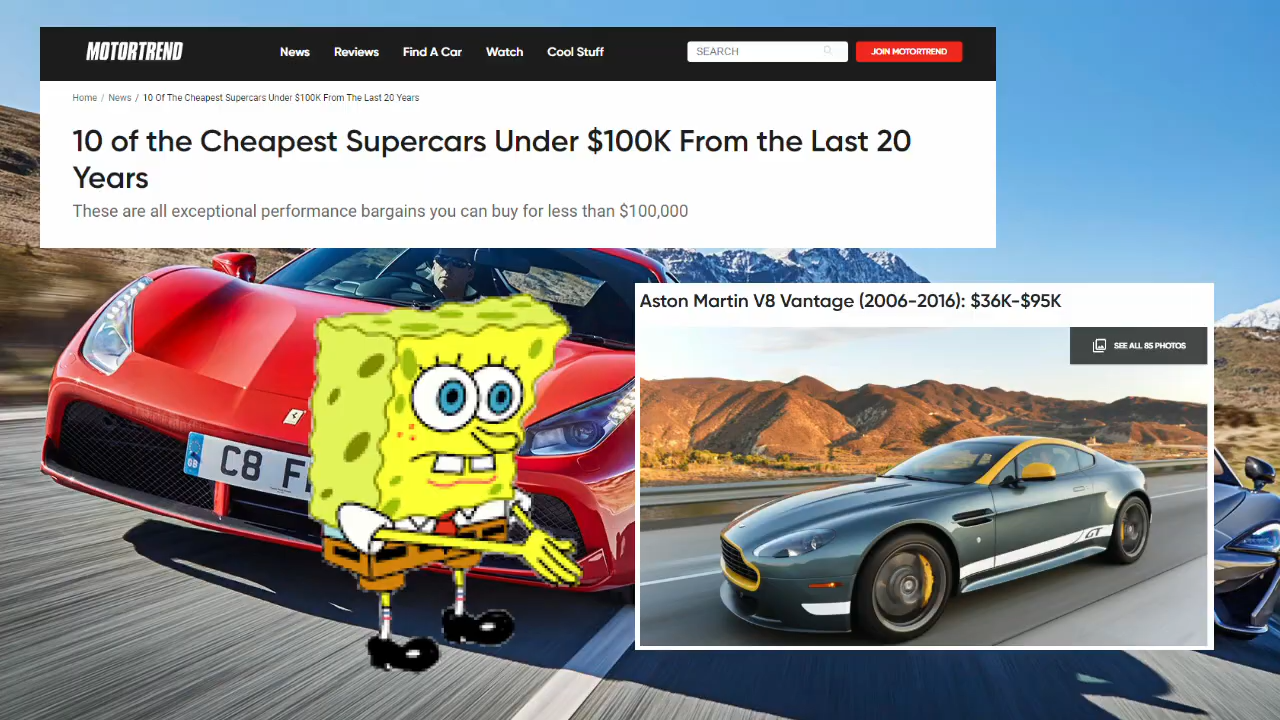 MOTORTREND
News
Reviews
Find A Car
Watch
Cool Stuff
SEARCH
JOIN MOTORTREND
Home / News / 10 Of The Cheapest Supercars Under $100K From The Last 20 Years
10 of the Cheapest Supercars Under $100K From the Last 20
Years
These are all exceptional performance bargains you can buy for less than $100,000
Aston Martin V8 Vantage (2006-2016): $36K-$95K
SEE ALL 85 PHOTOS
GB
C8 F
GT